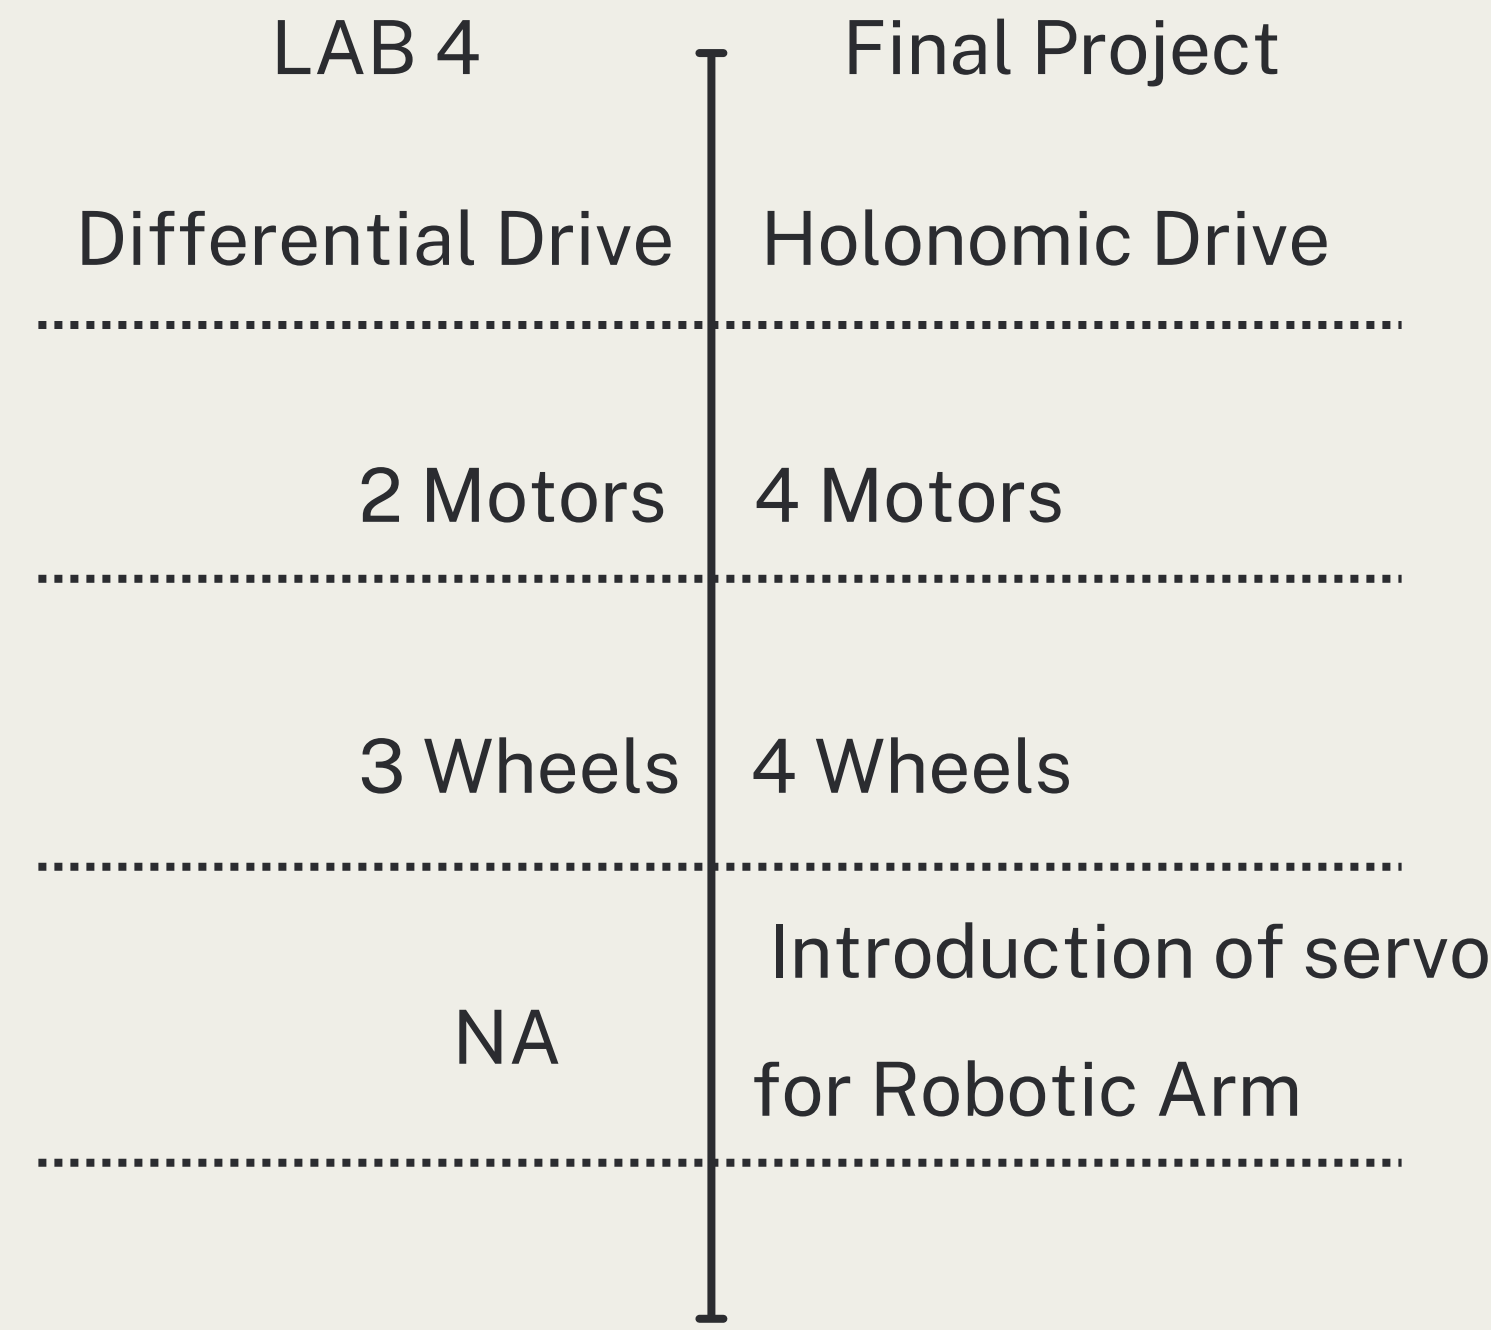 LAB 4
Final Project
Differential Drive
Holonomic Drive
2 Motors
4 Motors
3 Wheels
4 Wheels
NA
Introduction of servo
for Robotic Arm